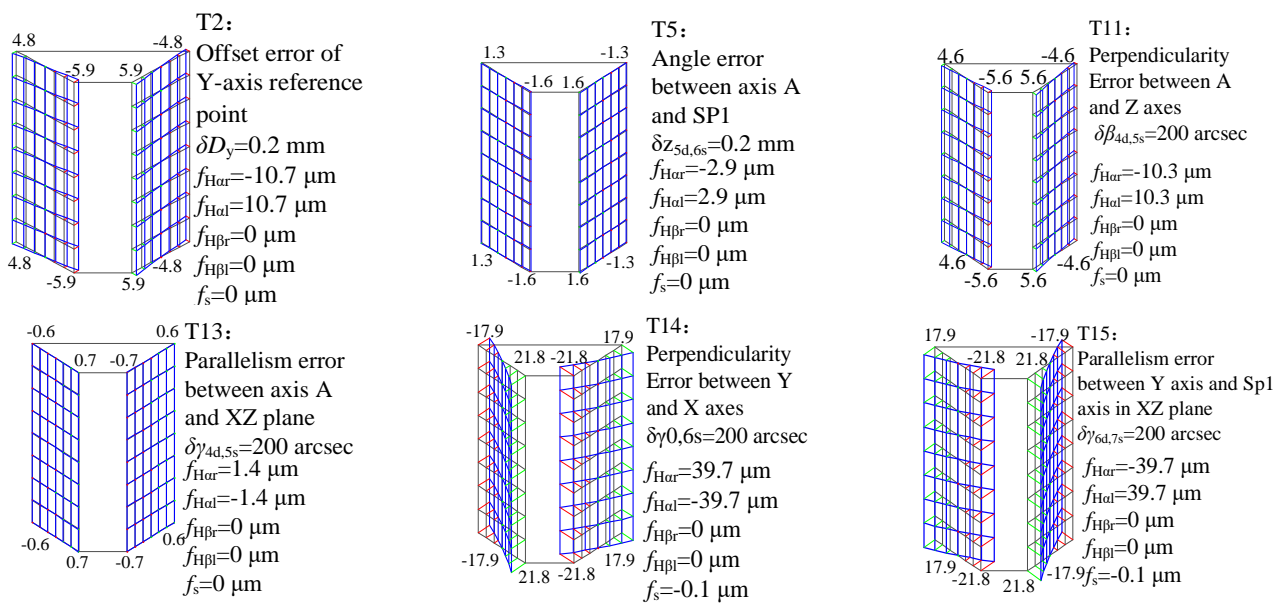 T2：
Offset error of
Y-axis reference
point
δDy=0.2 mm
fHαr=-10.7 μm
fHαl=10.7 μm
fHβr=0 μm
fHβl=0 μm
fs=0 μm
4.8
-4.8
-5.9
5.9
4.8
-4.8
-5.9
5.9
T5：
Angle error
between axis A
and SP1
δz5d,6s=0.2 mm
fHαr=-2.9 μm
fHαl=2.9 μm
fHβr=0 μm
fHβl=0 μm
fs=0 μm
1.3
-1.3
-1.6
1.6
1.3
-1.3
-1.6
1.6
T11：
Perpendicularity
Error between A
and Z axes
δβ4d,5s=200 arcsec
fHαr=-10.3 μm
fHαl=10.3 μm
fHβr=0 μm
fHβl=0 μm
fs=0 μm
4.6
-4.6
-5.6
5.6
4.6
-4.6
-5.6
5.6
T13：
Parallelism error
between axis A
and XZ plane
δγ4d,5s=200 arcsec
fHαr=1.4 μm
fHαl=-1.4 μm
fHβr=0 μm
fHβl=0 μm
fs=0 μm
-0.6
0.6
0.7
-0.7
-0.6
0.6
0.7
-0.7
T14：
Perpendicularity
Error between Y
and X axes
δγ0,6s=200 arcsec
fHαr=39.7 μm
fHαl=-39.7 μm
fHβr=0 μm
fHβl=0 μm
fs=-0.1 μm
-17.9
17.9
21.8
-21.8
-17.9
17.9
21.8
-21.8
T15：
Parallelism error
between Y axis and Sp1
axis in XZ plane
δγ6d,7s=200 arcsec
fHαr=-39.7 μm
fHαl=39.7 μm
fHβr=0 μm
fHβl=0 μm
fs=-0.1 μm
17.9
-17.9
-21.8
21.8
17.9
-17.9
-21.8
21.8